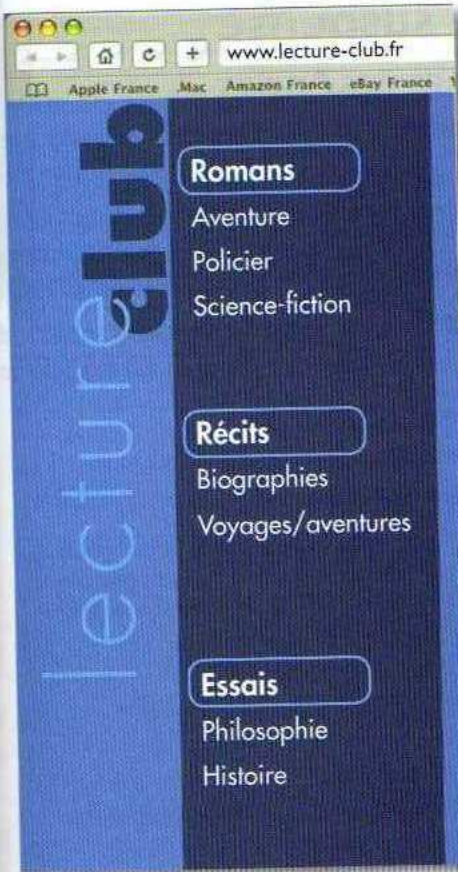 www.lecture-club.fr
Apple France Mac Amazon France eBay France
lecture club
Romans
Aventure
Policier
Science-fiction
Récits
Biographies
Voyages/aventures
Essais
Philosophie
Histoire